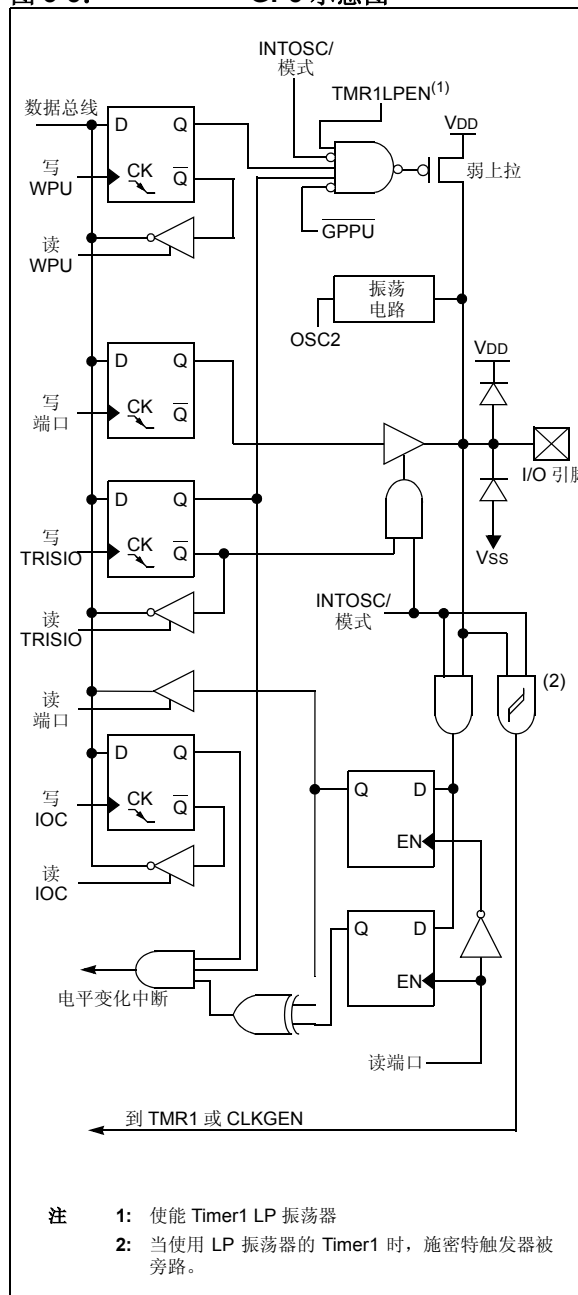 图 示意图
INTOSC/
模式
TMR1LPEN(1)
数据总线
D Q
VDD
写
WPU
CK Q
弱上拉
读
WPU
GPPU
振荡
电路
OSC2
D Q
VDD
写
端口
CK Q
I/O 引脚
D Q
写
TRISIO
CK Q
VSS
INTOSC/
模式
读
TRISIO
(2)
读
端口
D Q
写
IOC
CK Q
Q D
EN
读
IOC
Q D
EN
电平变化中断
读端口
到 TMR1 或 CLKGEN
注 1: 使能 Timer1 LP 振荡器
2: 当使用 LP 振荡器的 Timer1 时，施密特触发器被
旁路。